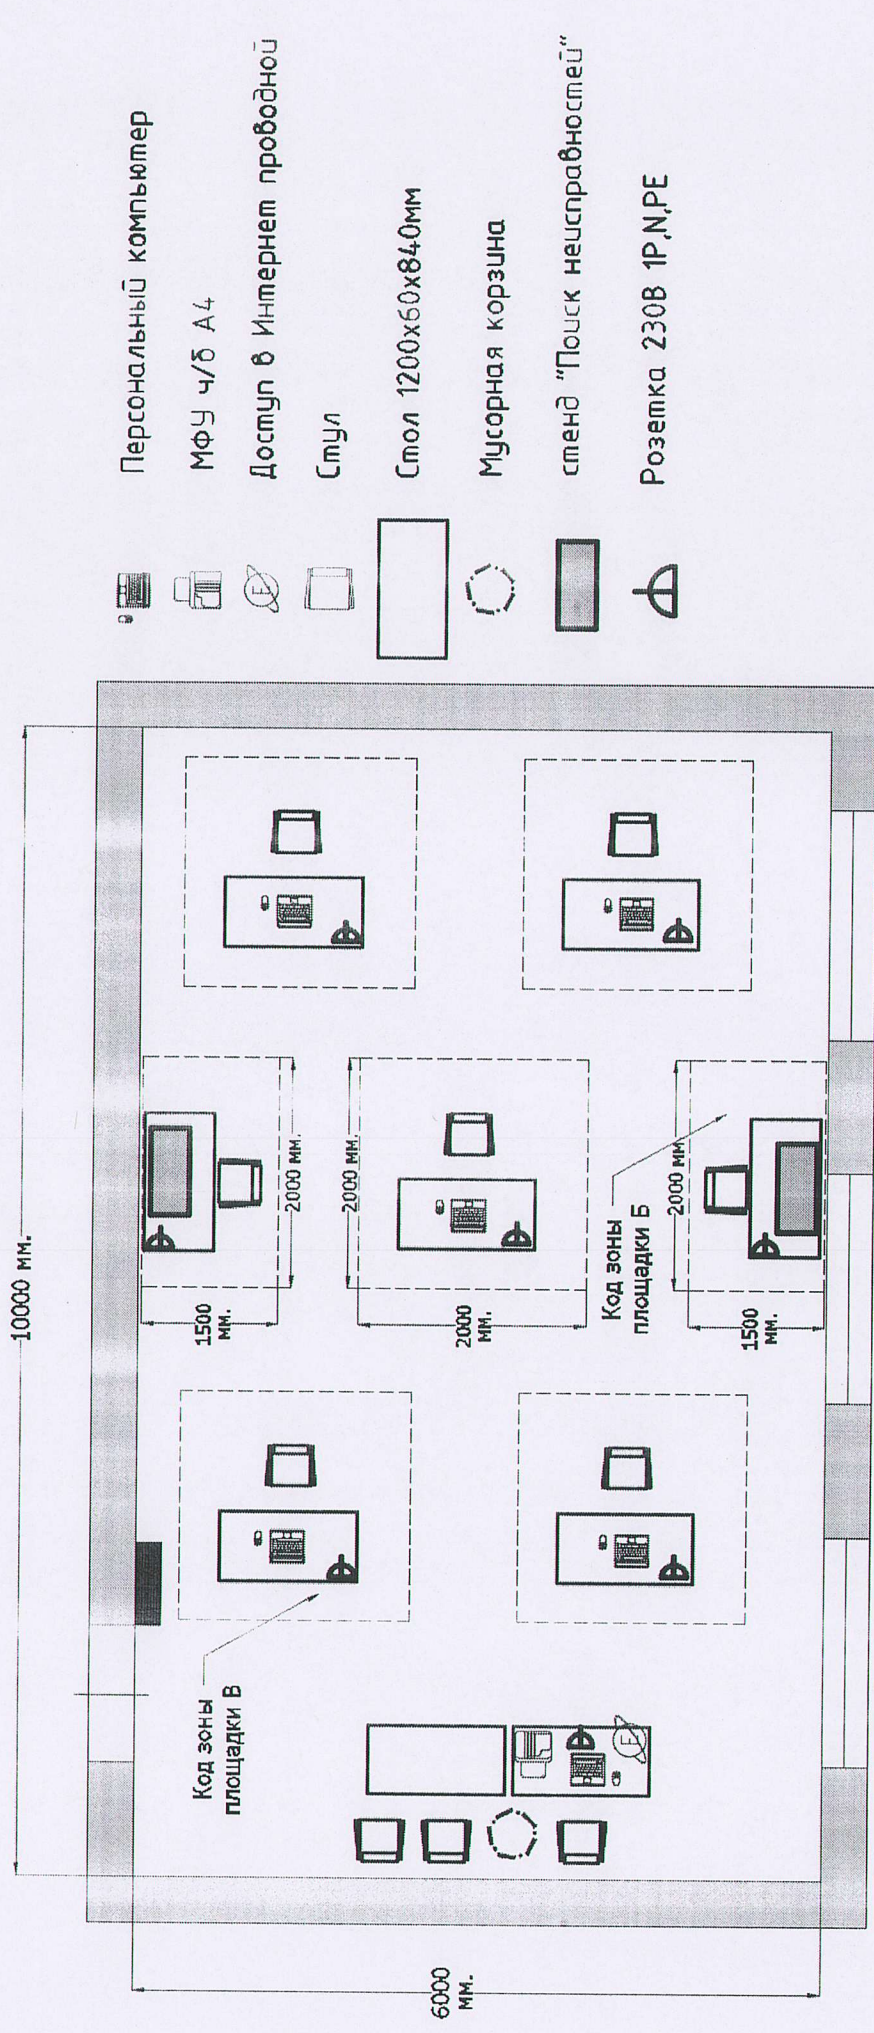 Персональный компьютер
МФУ ч/б А4
Доступ в Интернет проводной
Стул
Стол 1200х60х840мм
Мусорная корзина
стенд "Поиск неисправностей"
Розетка 230В 1P,N,PE
10000 мм.
6000
мм.
1500
мм.
2000 мм.
2000 мм.
2000
мм.
2000 мм.
1500
мм.
Код зоны
площадки Б
Код зоны
площадки В
E
E